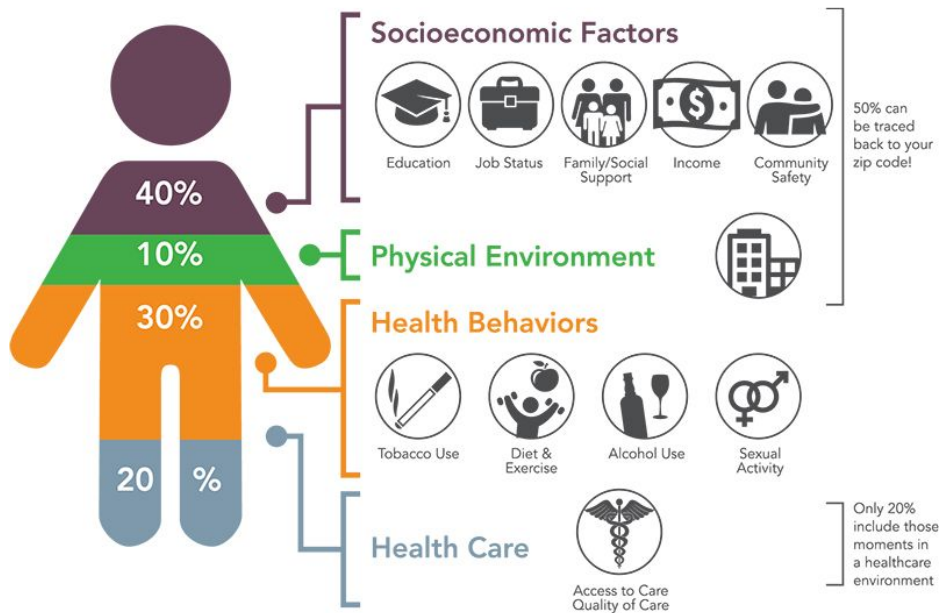 Socioeconomic Factors
Education
Job Status
Family/Social
Support
Income
Community
Safety
50% can
be traced
back to your
zip code!
40%
10%
Physical Environment
30%
Health Behaviors
Tobacco Use
Diet &
Exercise
Alcohol Use
Sexual
Activity
20 %
Health Care
Access to Care
Quality of Care
Only 20%
include those
moments in
a healthcare
environment
$